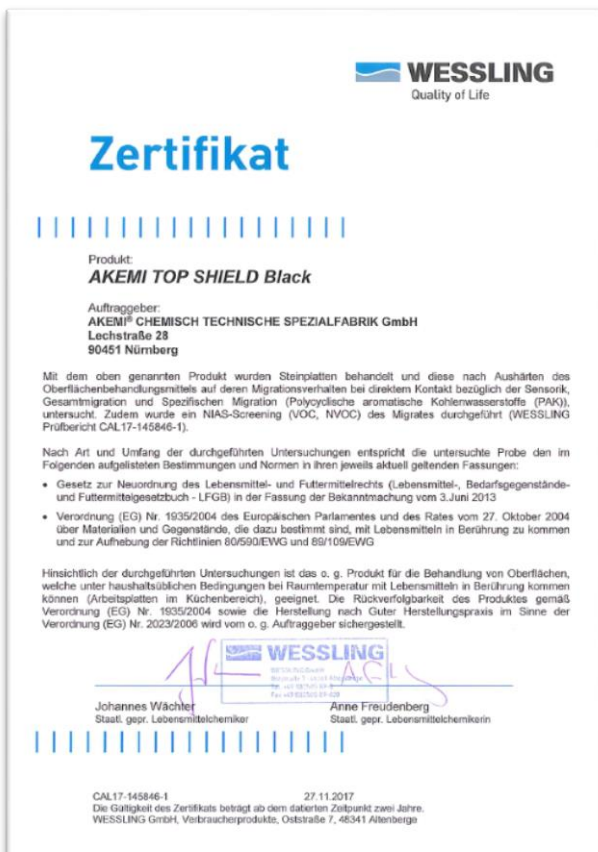 WESSLING
Quality of Life
Zertifikat
Produkt:
AKEMI TOP SHIELD Black
Auftraggeber:
AKEMI® CHEMISCH TECHNISCHE SPEZIALFABRIK GmbH
Lechstraße 28
90451 Nürnberg
Mit dem oben genannten Produkt wurden Steinplatten behandelt und diese nach Aushärten des
Oberflächenbehandlungsmittels auf deren Migrationsverhalten bei direktem Kontakt bezüglich der Sensorik,
Gesamtmigration und Spezifischen Migration (Polycyclische aromatische Kohlenwasserstoffe (PAK)),
untersucht. Zudem wurde ein NIAS-Screening (VOC, NVOC) des Migrates durchgeführt (WESSLING
Prüfbericht CAL17-145846-1).
Nach Art und Umfang der durchgeführten Untersuchungen entspricht die untersuchte Probe den im
Folgenden aufgelisteten Bestimmungen und Normen in ihren jeweils aktuell geltenden Fassungen:
• Gesetz zur Neuordnung des Lebensmittel- und Futtermittelrechts (Lebensmittel-, Bedarfsgegenstände-
und Futtermittelgesetzbuch - LFGB) in der Fassung der Bekanntmachung vom 3.Juni 2013
• Verordnung (EG) Nr. 1935/2004 des Europäischen Parlamentes und des Rates vom 27. Oktober 2004
über Materialien und Gegenstände, die dazu bestimmt sind, mit Lebensmitteln in Berührung zu kommen
und zur Aufhebung der Richtlinien 80/590/EWG und 89/109/EWG
Hinsichtlich der durchgeführten Untersuchungen ist das o. g. Produkt für die Behandlung von Oberflächen,
welche unter haushaltsüblichen Bedingungen bei Raumtemperatur mit Lebensmitteln in Berührung kommen
können (Arbeitsplatten im Küchenbereich), geeignet. Die Rückverfolgbarkeit des Produktes gemäß
Verordnung (EG) Nr. 1935/2004 sowie die Herstellung nach Guter Herstellungspraxis im Sinne der
Verordnung (EG) Nr. 2023/2006 wird vom o. g. Auftraggeber sichergestellt.
WESSLING
Johannes Wächter
Staatl. gepr. Lebensmittelchemiker
Anne Freudenberg
Staatl. gepr. Lebensmittelchemikerin
CAL17-145846-1 27.11.2017
Die Gültigkeit des Zertifikats beträgt ab dem datierten Zeitpunkt zwei Jahre.
WESSLING GmbH, Verbraucherprodukte, Oststraße 7, 48341 Altenberge